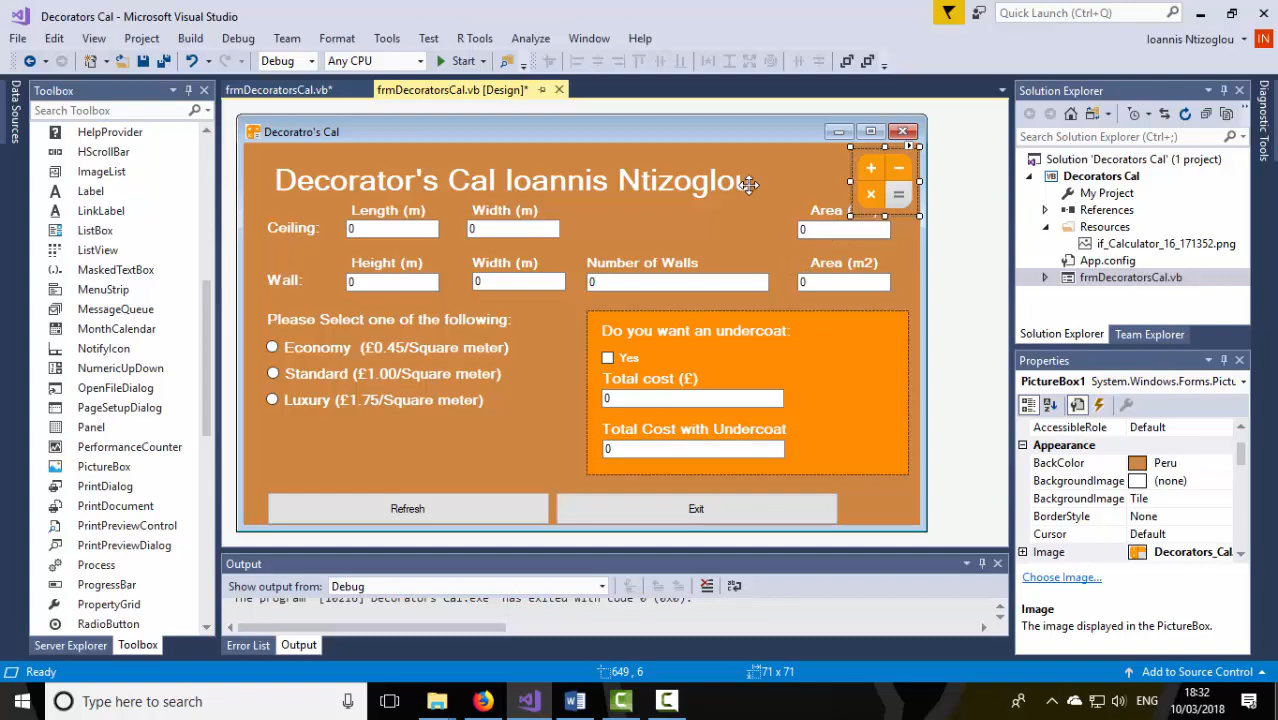 Decorators Cal - Microsoft Visual Studio
Quick Launch (Ctrl+Q)
File Edit View Project Build Debug Team Format Tools Test R Tools Analyze Window Help
Ioannis Ntizoglou IN
Debug Any CPU Start
Data Sources
Toolbox
Search Toolbox
HelpProvider
HScrollBar
ImageList
Label
LinkLabel
ListBox
ListView
MaskedTextBox
MenuStrip
MessageQueue
MonthCalendar
NotifyIcon
NumericUpDown
OpenFileDialog
PageSetupDialog
Panel
PerformanceCounter
PictureBox
PrintDialog
PrintDocument
PrintPreviewControl
PrintPreviewDialog
Process
ProgressBar
PropertyGrid
RadioButton
Server Explorer Toolbox
frmDecoratorsCal.vb* frmDecoratorsCal.vb [Design]*
Decoratro's Cal
Decorator's Cal Ioannis Ntizoglou
+ −
× =
Length (m) Width (m)
Ceiling: 0 0 0
Height (m) Width (m) Number of Walls Area (m2)
Wall: 0 0 0 0
Please Select one of the following:
Economy (£0.45/Square meter)
Standard (£1.00/Square meter)
Luxury (£1.75/Square meter)
Do you want an undercoat:
Yes
Total cost (£)
0
Total Cost with Undercoat
0
Refresh Exit
Output
Show output from: Debug
Error List Output
Solution Explorer
Search Solution Explorer (Ctrl+;)
Solution 'Decorators Cal' (1 project)
VB Decorators Cal
My Project
References
Resources
if_Calculator_16_171352.png
App.config
frmDecoratorsCal.vb
Solution Explorer Team Explorer
Diagnostic Tools
Properties
PictureBox1 System.Windows.Forms.Pict
AccessibleRole Default
Appearance
BackColor Peru
BackgroundImage (none)
BackgroundImage Tile
BorderStyle None
Cursor Default
Image Decorators_Cal
Choose Image...
Image
The image displayed in the PictureBox.
Ready 649 , 6 71 x 71 Add to Source Control
Type here to search
ENG
18:32
10/03/2018